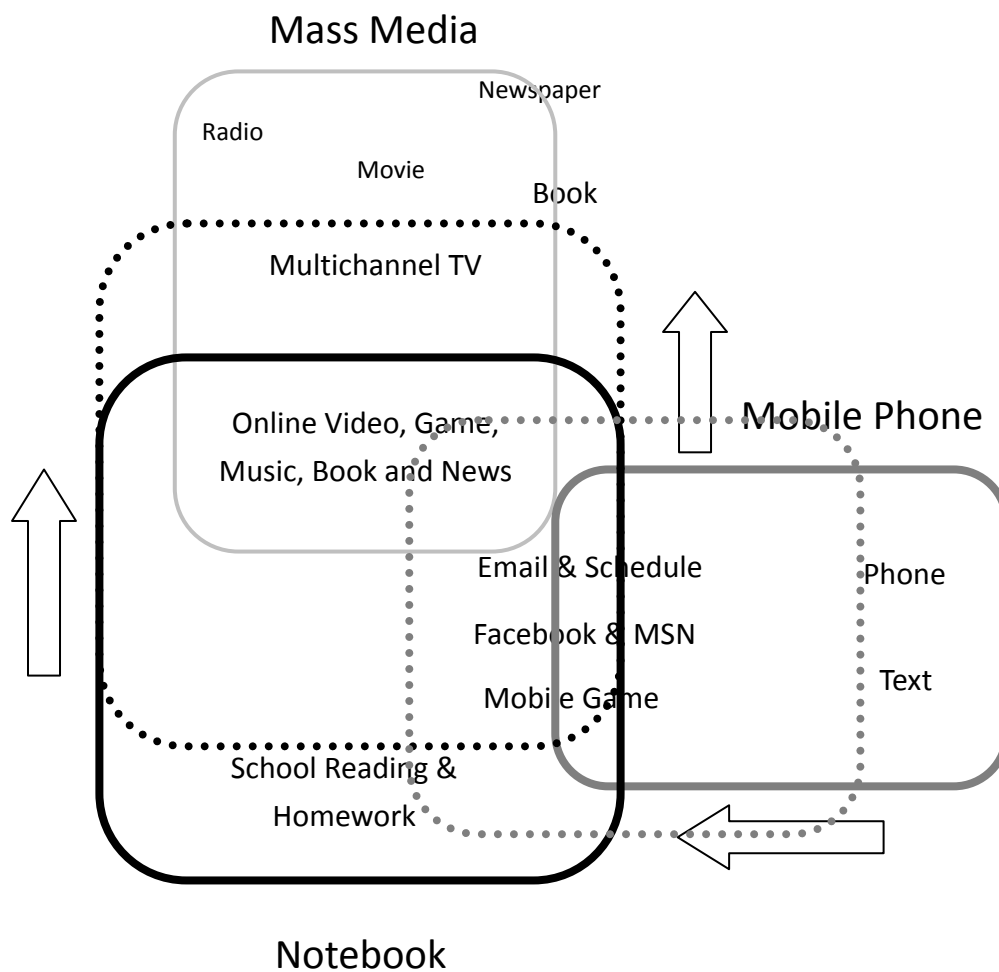 Mass Media
Newspaper
Radio
Movie
Book
Multichannel TV
Online Video, Game,
Music, Book and News
Mobile Phone
Email & Schedule
Phone
Facebook & MSN
Text
Mobile Game
School Reading &
Homework
Notebook